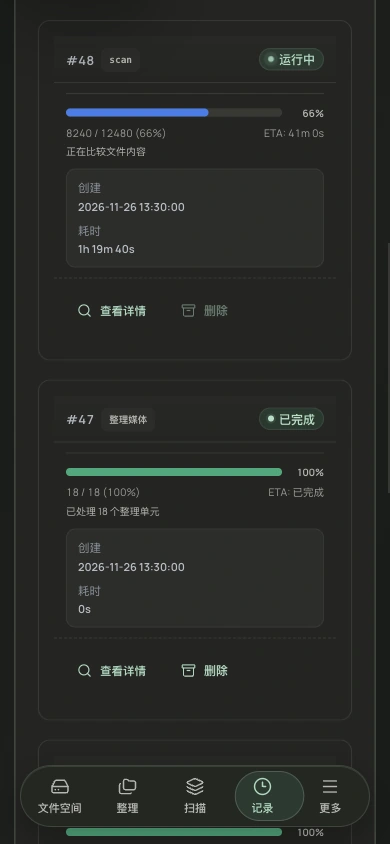 #48 scan 运行中
66%
8240 / 12480 (66%) ETA: 41m 0s
正在比较文件内容
创建
2026-11-26 13:30:00
耗时
1h 19m 40s
查看详情 删除
#47 整理媒体 已完成
100%
18 / 18 (100%) ETA: 已完成
已处理 18 个整理单元
创建
2026-11-26 13:30:00
耗时
0s
查看详情 删除
文件空间 整理 扫描 记录 更多
100%